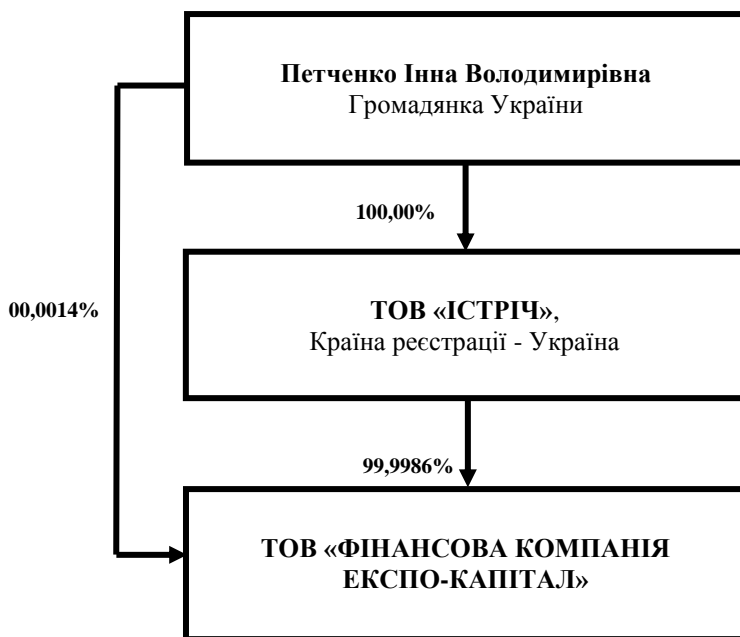 Петченко Інна Володимирівна
Громадянка України
100,00%
00,0014%
ТОВ «ІСТРІЧ»,
Країна реєстрації - Україна
99,9986%
ТОВ «ФІНАНСОВА КОМПАНІЯ
ЕКСПО-КАПІТАЛ»